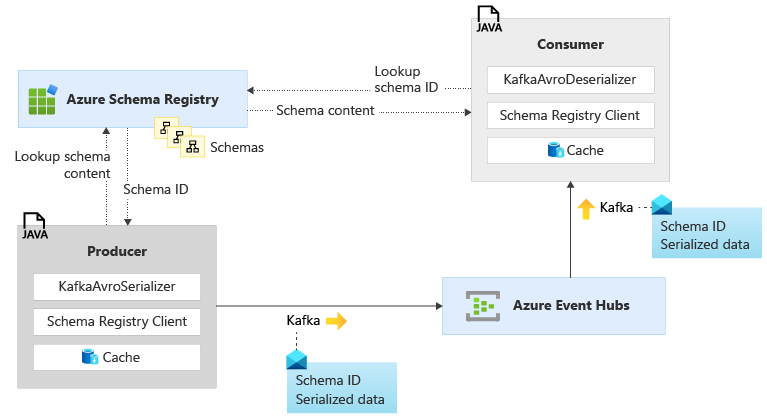 JAVA
Consumer
KafkaAvroDeserializer
Schema Registry Client
Cache
Lookup
schema ID
Schema content
Azure Schema Registry
Schemas
Lookup schema
content
Schema ID
JAVA
Producer
KafkaAvroSerializer
Schema Registry Client
Cache
Kafka
Schema ID
Serialized data
Azure Event Hubs
Kafka
Schema ID
Serialized data